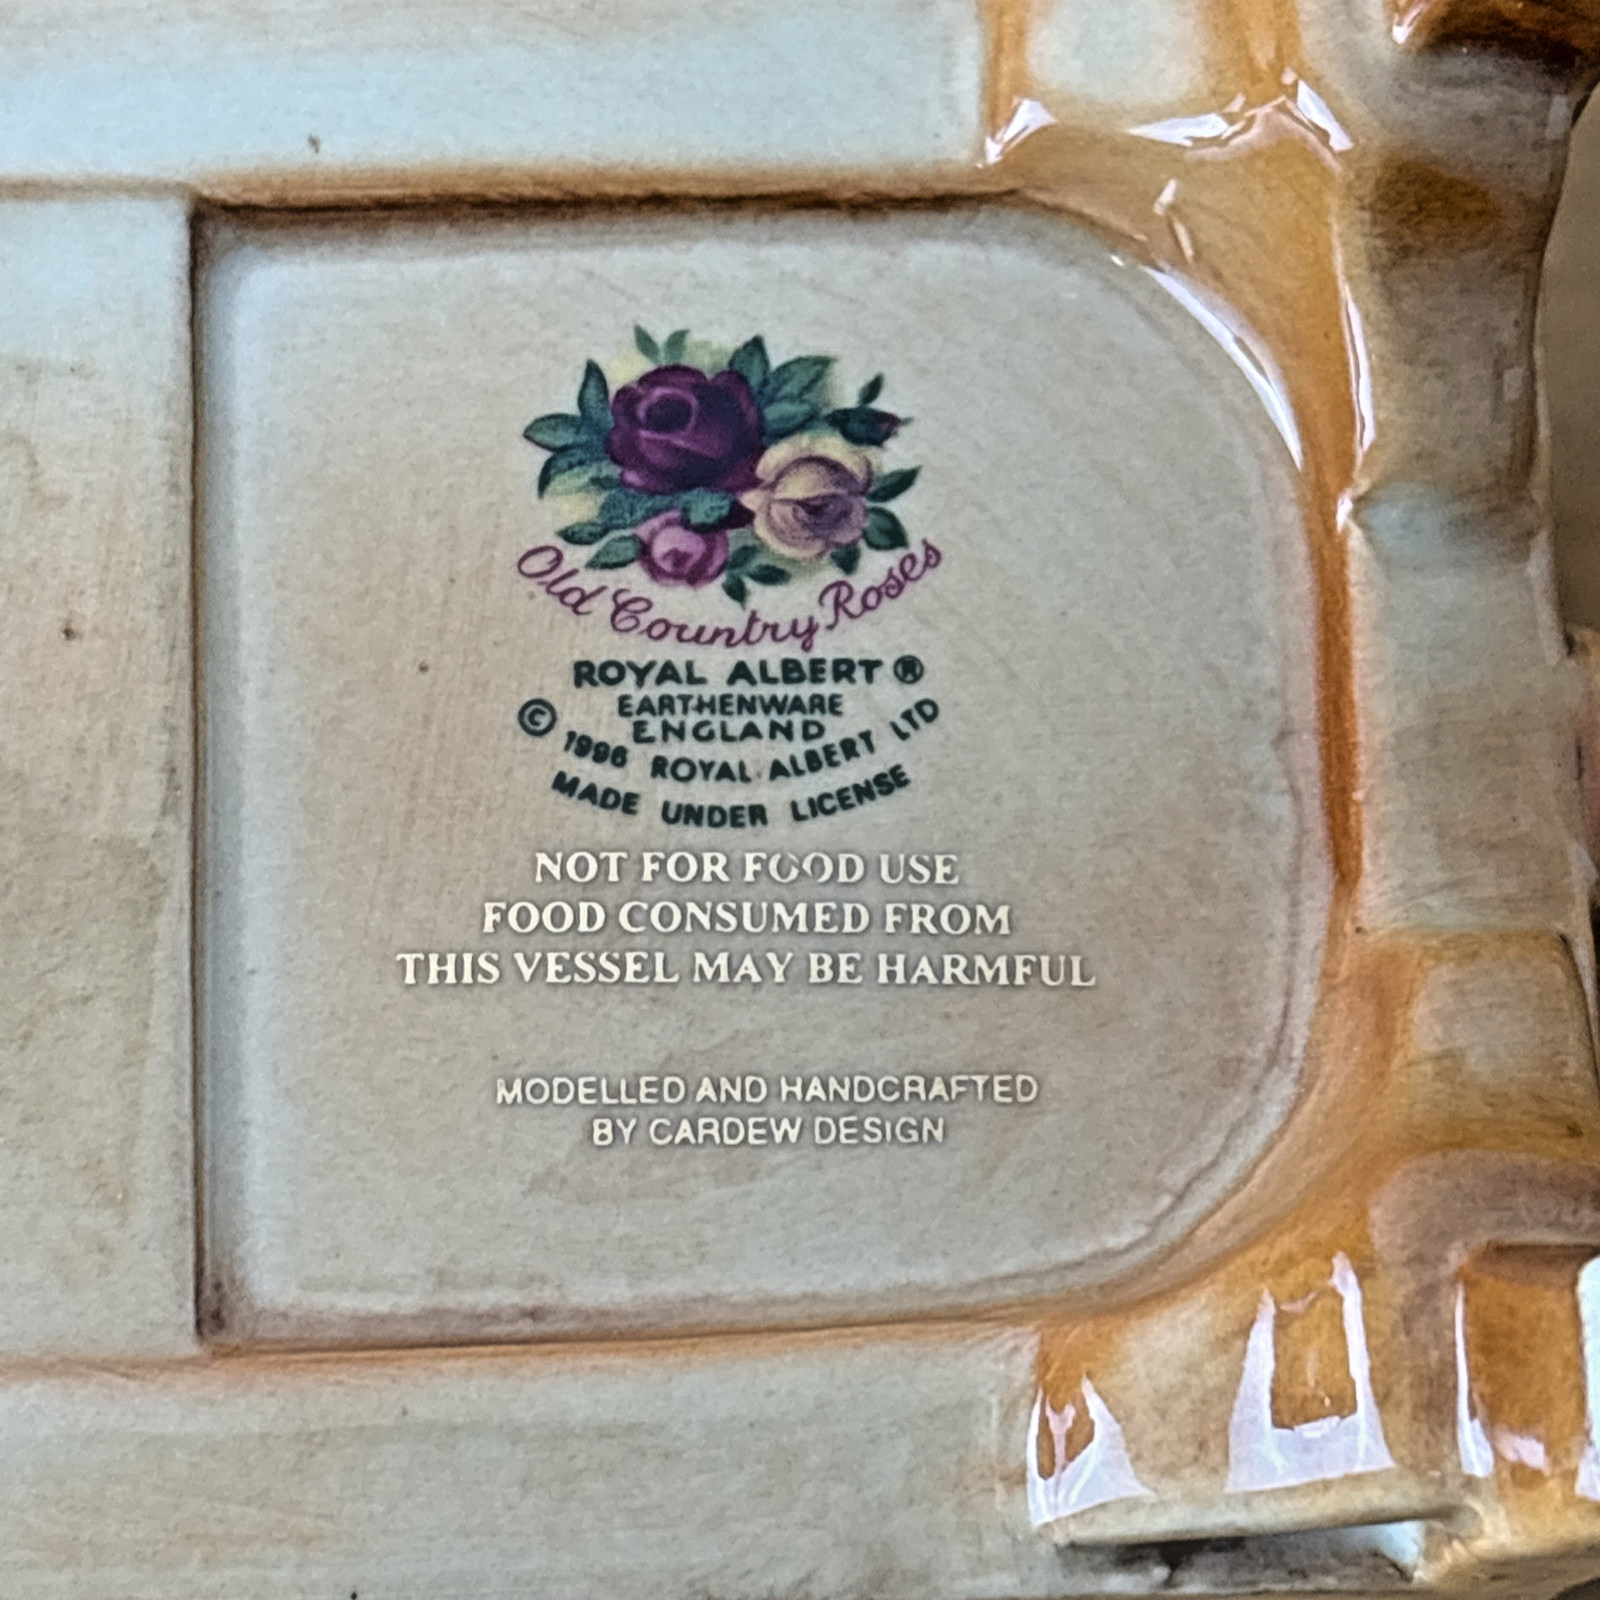 Old Country Roses
ROYAL ALBERT ®
EARTHENWARE
ENGLAND
© 1996 ROYAL ALBERT LTD
MADE UNDER LICENSE
NOT FOR FOOD USE
FOOD CONSUMED FROM
THIS VESSEL MAY BE HARMFUL
MODELLED AND HANDCRAFTED
BY CARDEW DESIGN